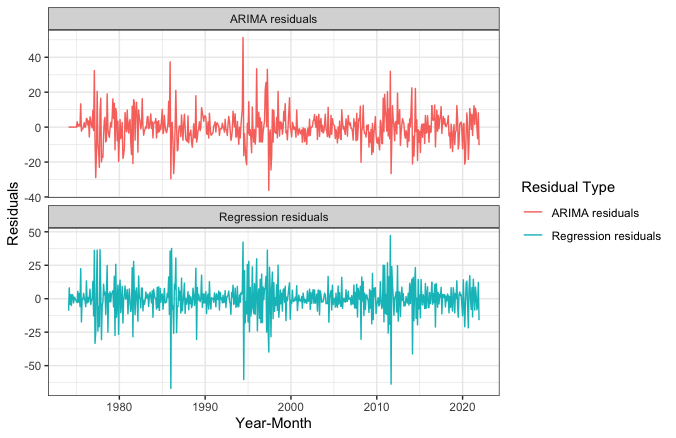 ARIMA residuals
40
20
0
-20
-40
Regression residuals
50
25
0
-25
-50
Residuals
1980 1990 2000 2010 2020
Year-Month
Residual Type
ARIMA residuals
Regression residuals